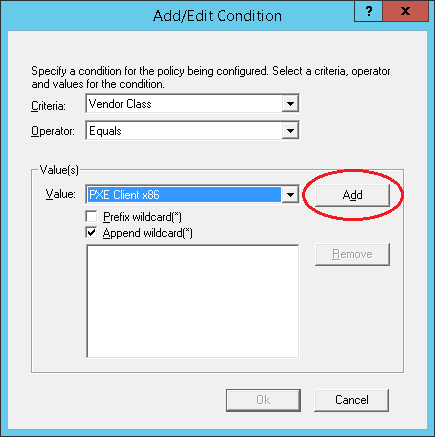 Add/Edit Condition
?
x
Specify a condition for the policy being configured. Select a criteria, operator
and values for the condition.
Criteria: Vendor Class
Operator: Equals
Value(s)
Value: PXE Client x86
Add
Prefix wildcard(*)
Append wildcard(*)
Remove
Ok
Cancel